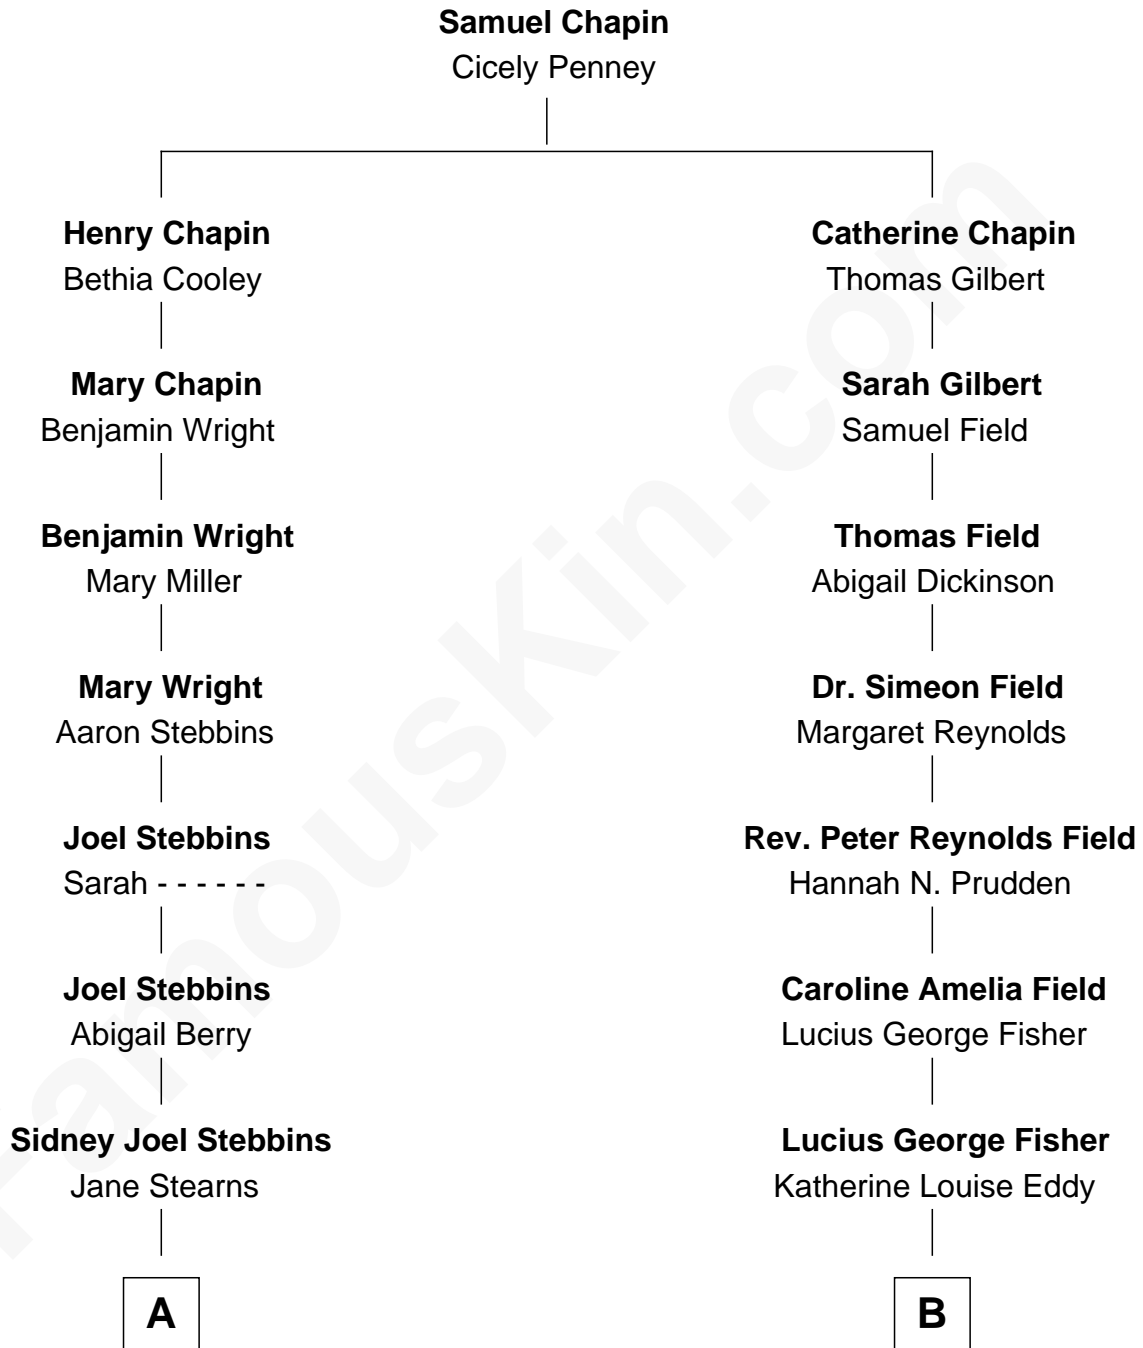 Samuel Chapin
Cicely Penney
Henry Chapin
Bethia Cooley
Catherine Chapin
Thomas Gilbert
Mary Chapin
Benjamin Wright
Sarah Gilbert
Samuel Field
Benjamin Wright
Mary Miller
Thomas Field
Abigail Dickinson
Mary Wright
Aaron Stebbins
Dr. Simeon Field
Margaret Reynolds
Joel Stebbins
Sarah - - - - - -
Rev. Peter Reynolds Field
Hannah N. Prudden
Joel Stebbins
Abigail Berry
Caroline Amelia Field
Lucius George Fisher
Sidney Joel Stebbins
Jane Stearns
Lucius George Fisher
Katherine Louise Eddy
A
B
FamousKin.com